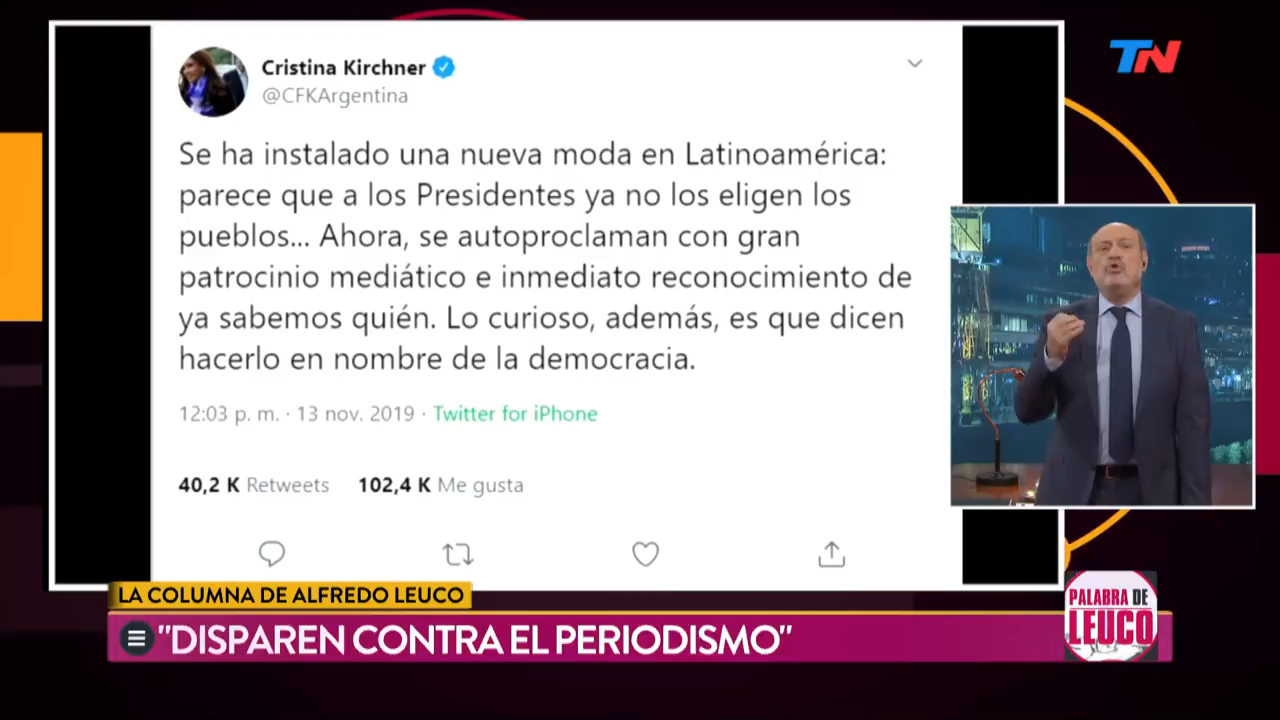 Cristina Kirchner
@CFKArgentina
TN
Se ha instalado una nueva moda en Latinoamérica:
parece que a los Presidentes ya no los eligen los
pueblos... Ahora, se autoproclaman con gran
patrocinio mediático e inmediato reconocimiento de
ya sabemos quién. Lo curioso, además, es que dicen
hacerlo en nombre de la democracia.
12:03 p. m. · 13 nov. 2019 · Twitter for iPhone
40,2 K Retweets 102,4 K Me gusta
LA COLUMNA DE ALFREDO LEUCO
"DISPAREN CONTRA EL PERIODISMO"
PALABRA DE
LEUCO